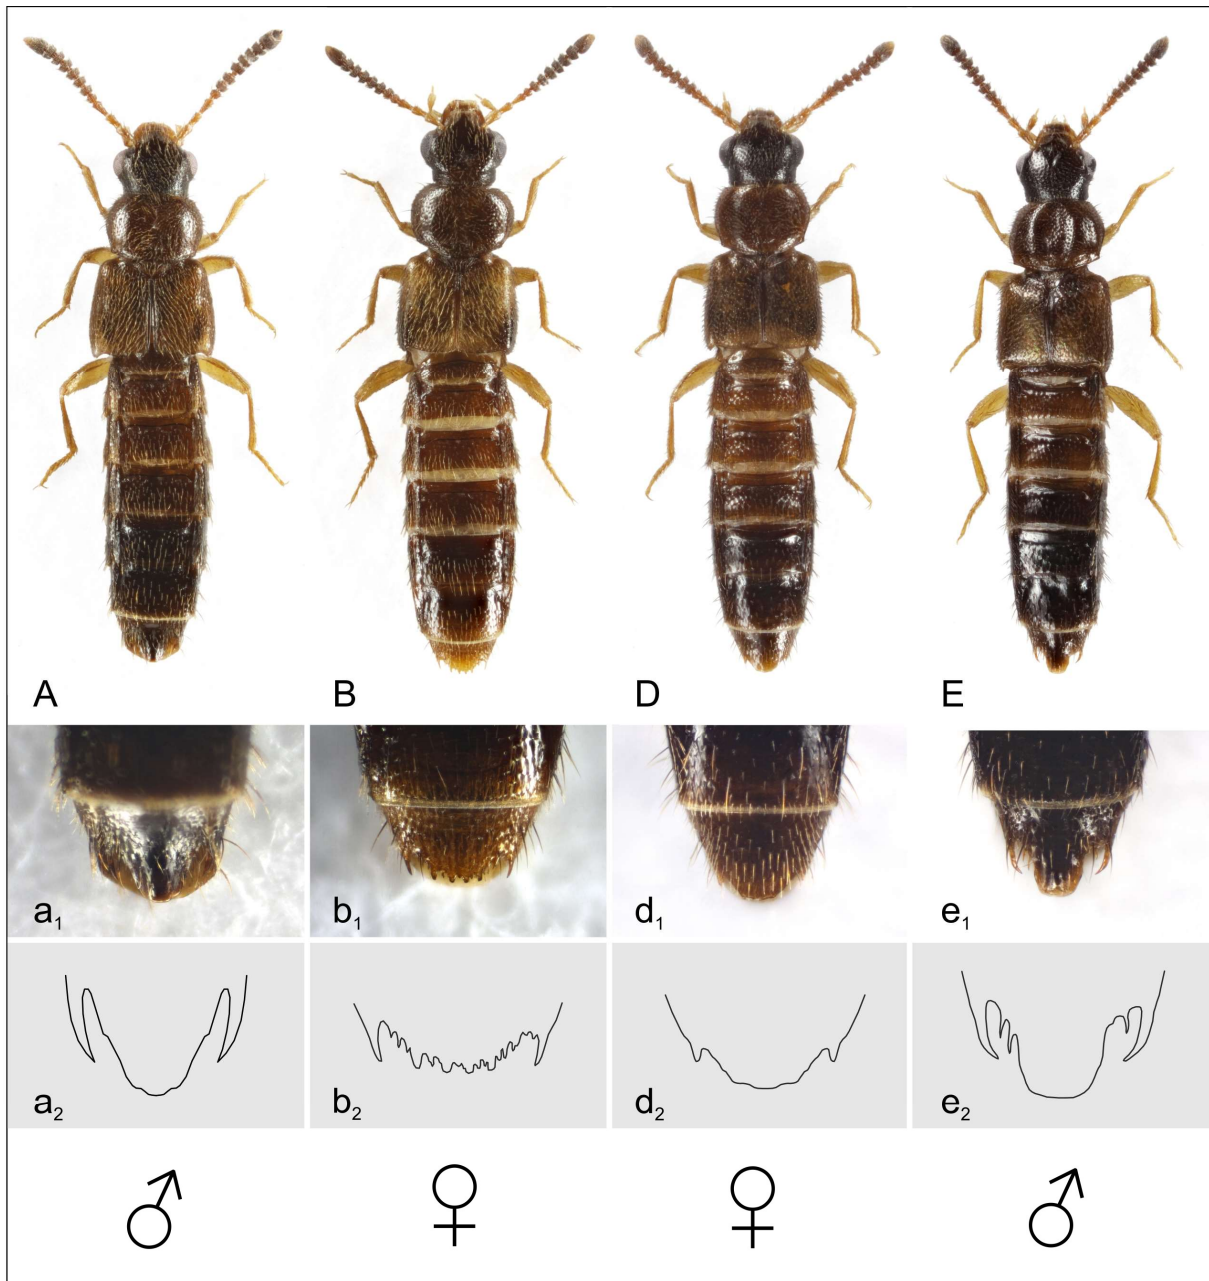 A B D E
a₁ b₁ d₁ e₁
a₂ b₂ d₂ e₂
♂ ♀ ♀ ♂